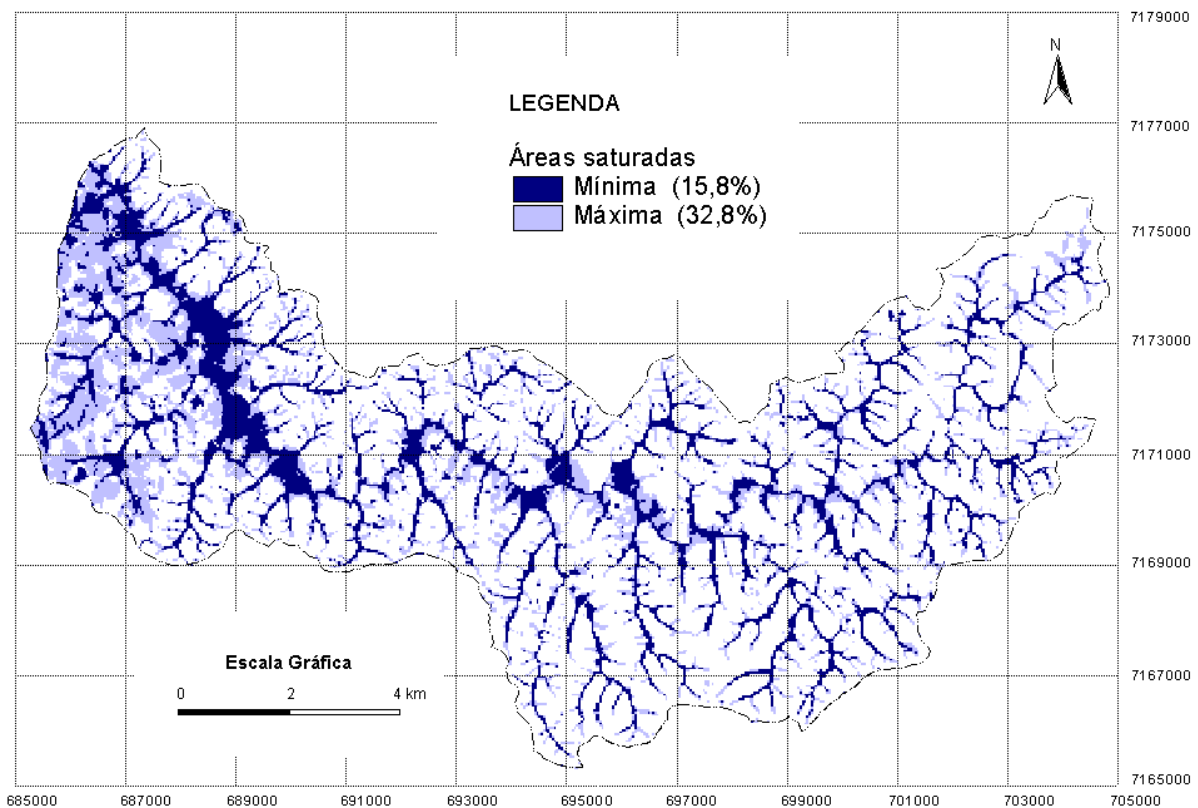 7179000
N
LEGENDA
7177000
Áreas saturadas
Mínima (15,8%)
Máxima (32,8%)
7175000
7173000
7171000
7169000
Escala Gráfica
0 2 4 km
7167000
7165000
685000 687000 689000 691000 693000 695000 697000 699000 701000 703000 705000